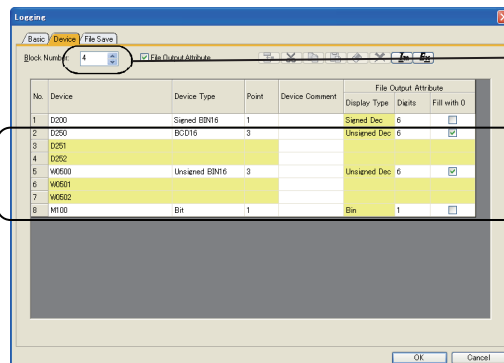 Logging
Basic Device File Save
Block Number: 4 File Output Attribute
No. Device Device Type Point Device Comment File Output Attribute
Display Type Digits Fill with 0
1 D200 Signed BIN16 1 Signed Dec 6
2 D250 BCD16 3 Unsigned Dec 6
3 D251
4 D252
5 W0500 Unsigned BIN16 3 Unsigned Dec 6
6 W0501
7 W0502
8 M100 Bit 1 Bin 1
OK Cancel